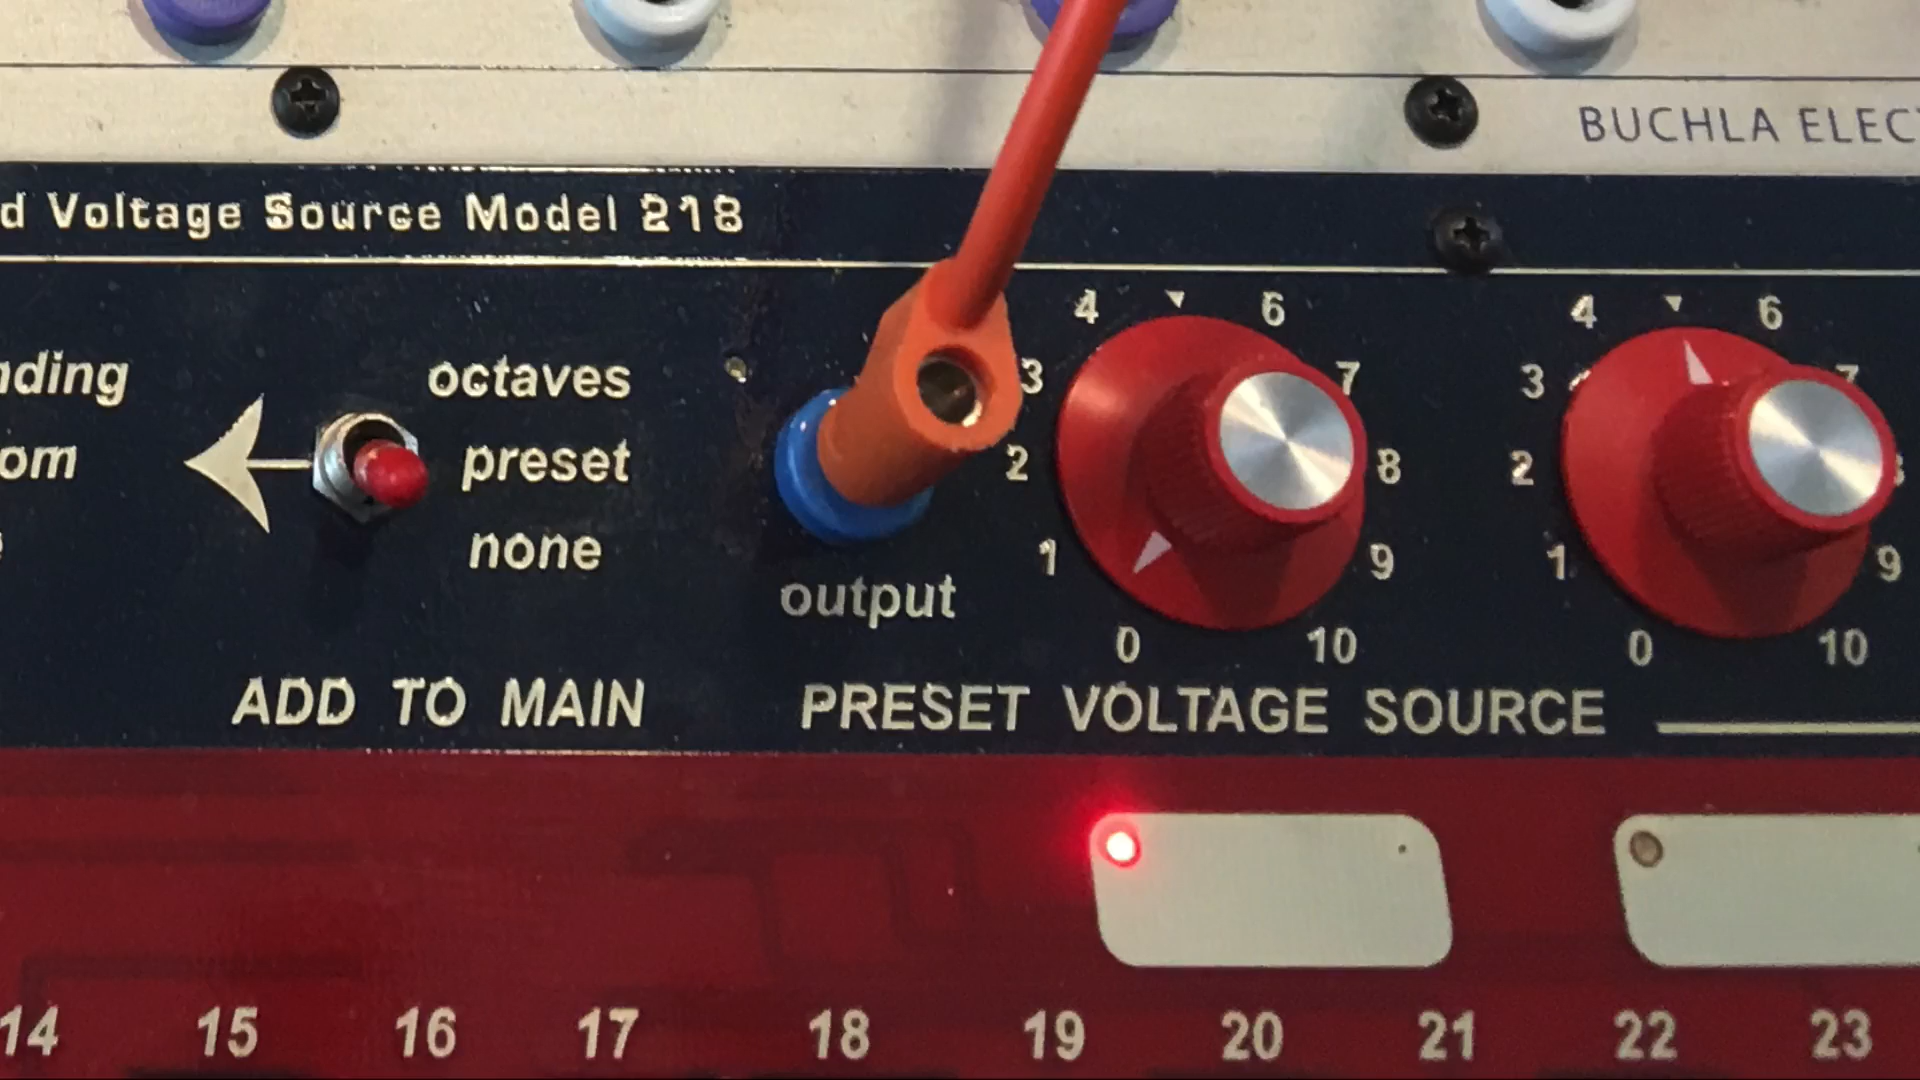 BUCHLA ELEC
d Voltage Source Model 218
nding
om
octaves
preset
none
output
ADD TO MAIN
4 6
3 7
2 8
1 9
0 10
4 6
3 7
2
1 9
0 10
PRESET VOLTAGE SOURCE
14 15 16 17 18 19 20 21 22 23